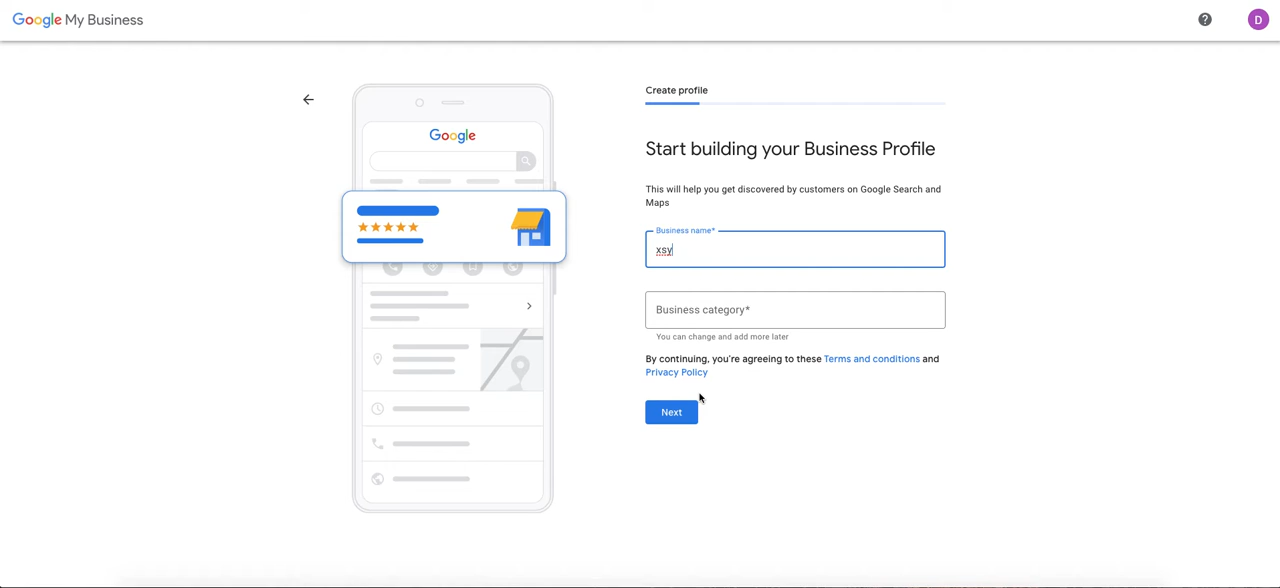 Google My Business
D
Create profile
Google
Start building your Business Profile
This will help you get discovered by customers on Google Search and
Maps
Business name*
xsy
Business category*
You can change and add more later
By continuing, you're agreeing to these Terms and conditions and
Privacy Policy
Next